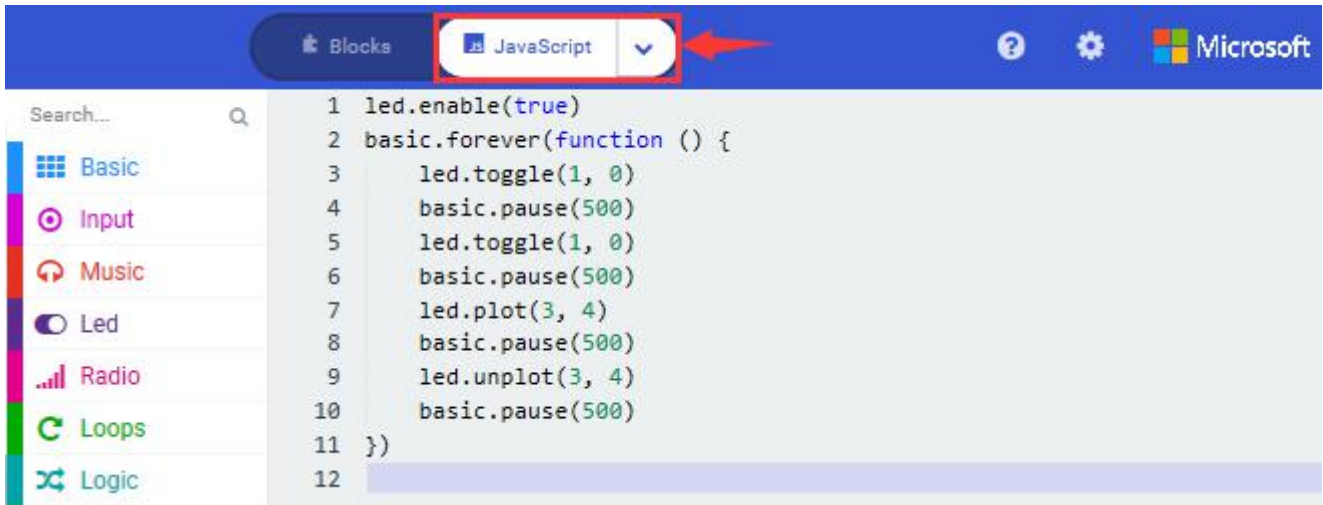 Blocks
JS JavaScript
Microsoft
Search...
Basic
Input
Music
Led
Radio
Loops
Logic
1 led.enable(true)
2 basic.forever(function () {
3     led.toggle(1, 0)
4     basic.pause(500)
5     led.toggle(1, 0)
6     basic.pause(500)
7     led.plot(3, 4)
8     basic.pause(500)
9     led.unplot(3, 4)
10     basic.pause(500)
11 })
12